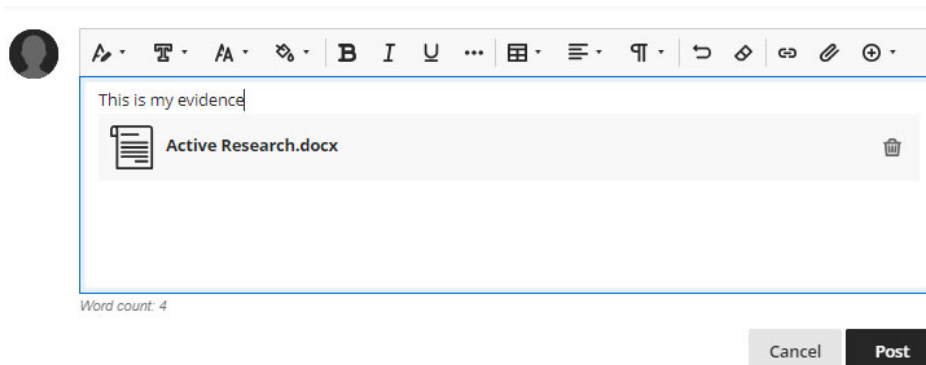 This is my evidence
Active Research.docx
Word count: 4
Cancel Post